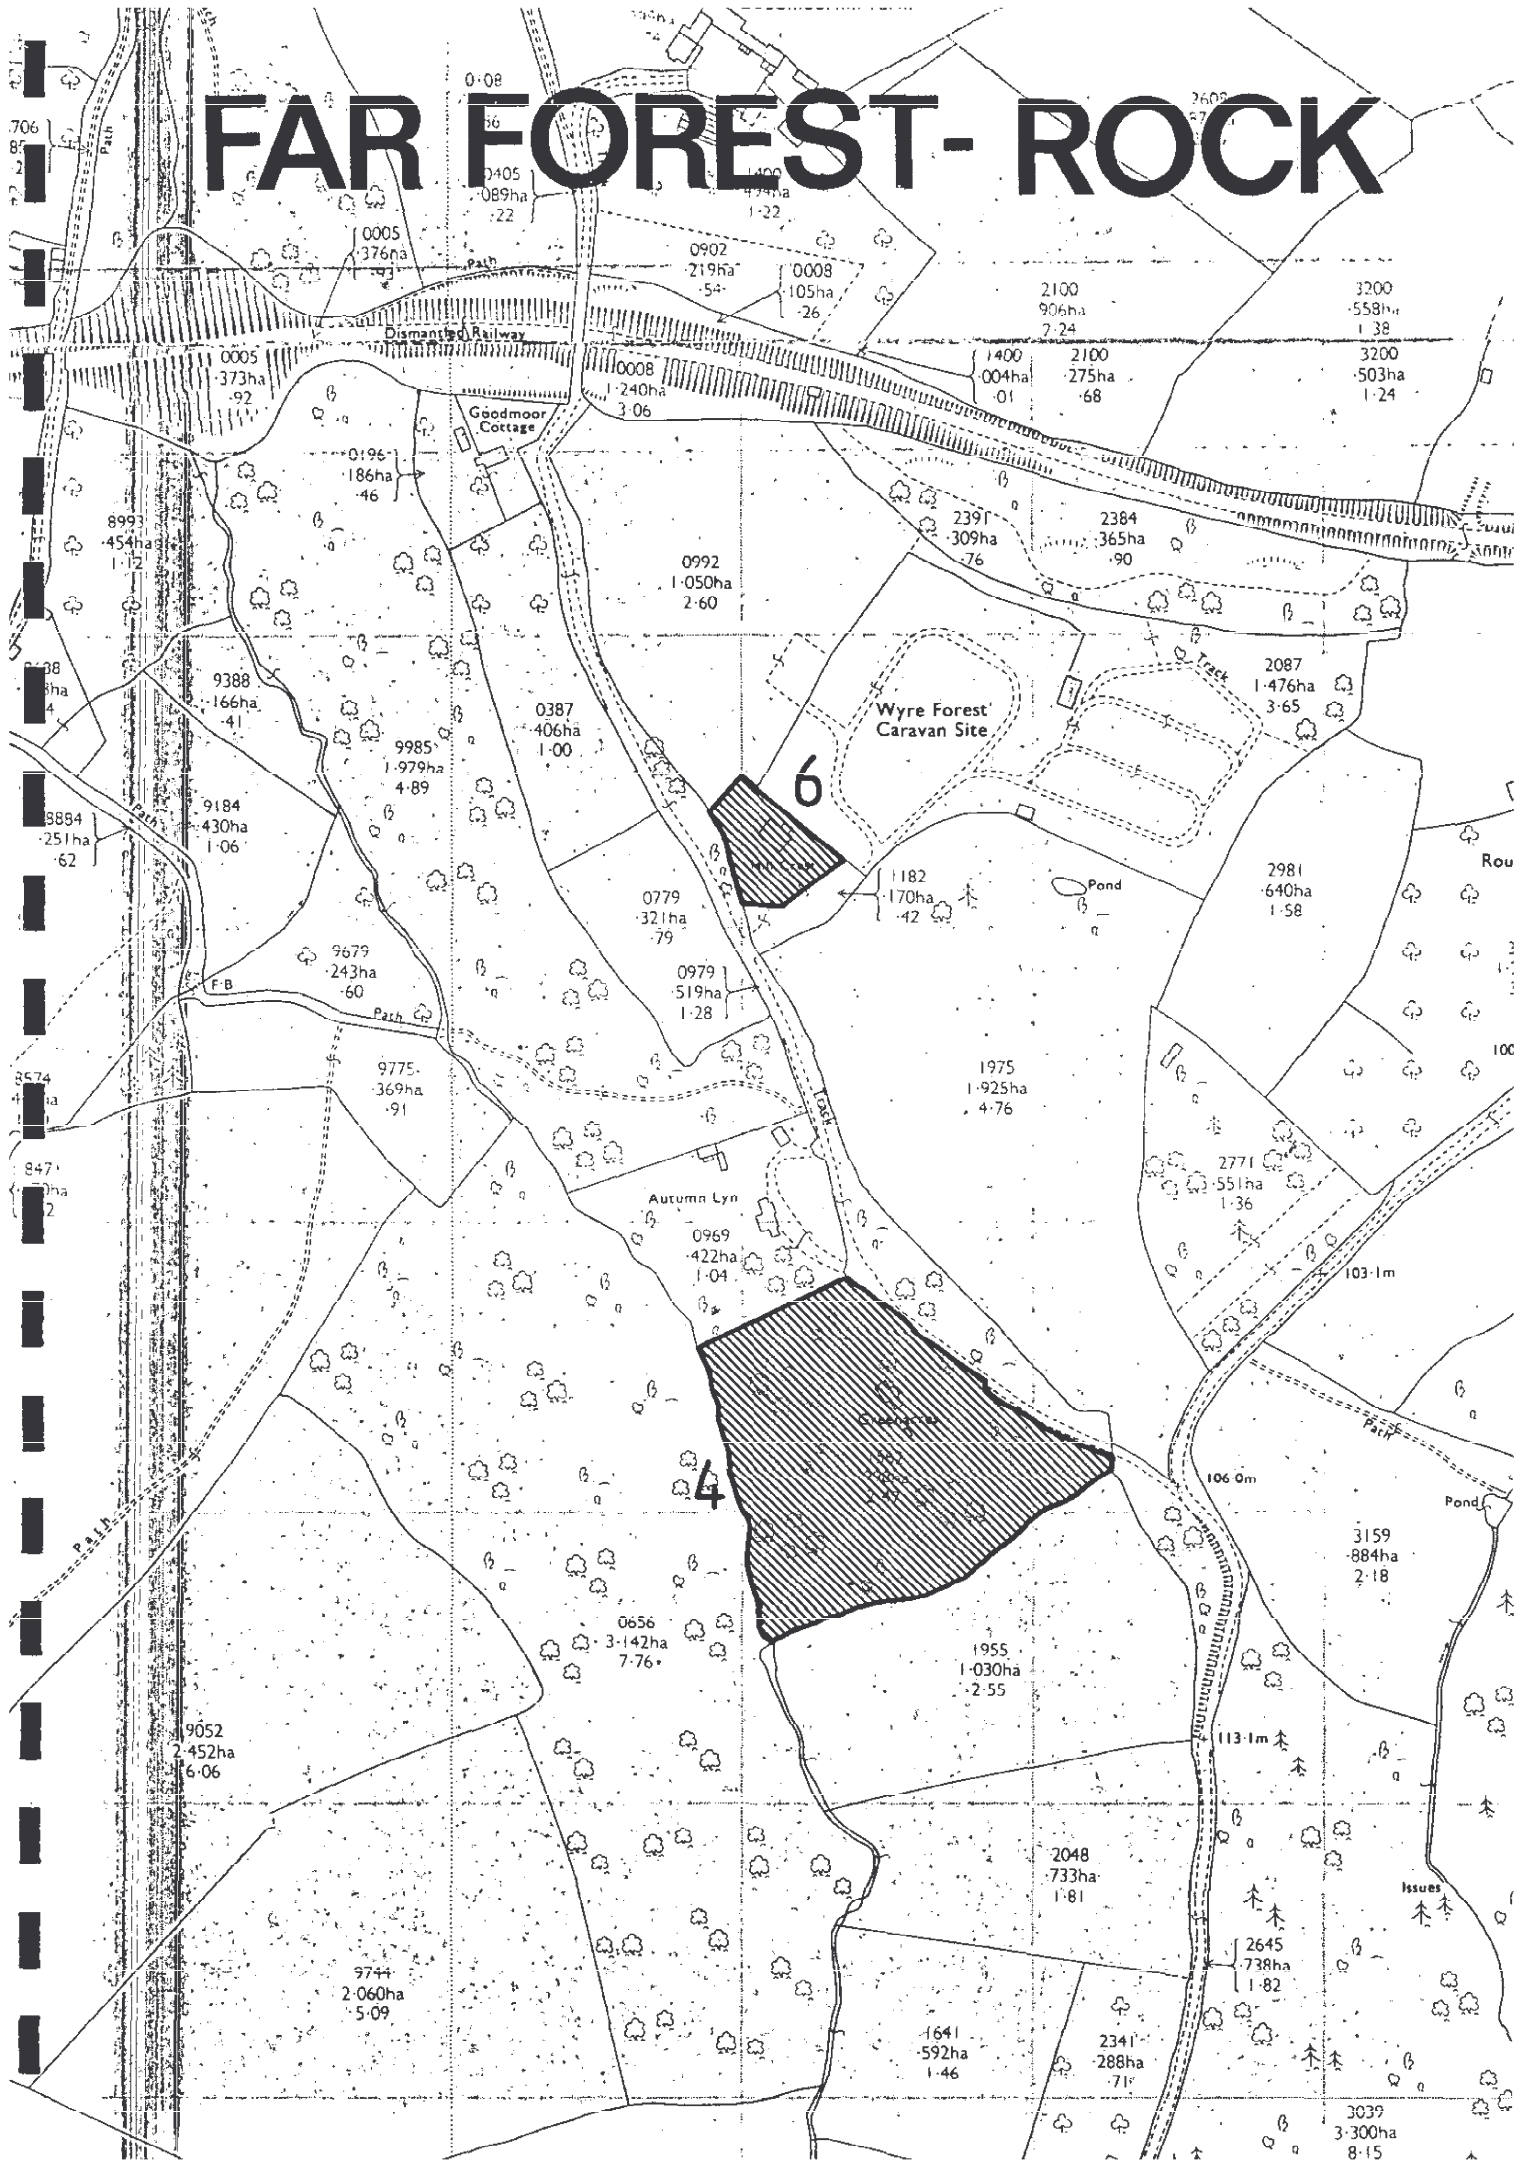 FAR FOREST- ROCK
0·08
2608
Path
0405
·089ha
·22
1·22
0005
·376ha
·93
Path
0902
·219ha
·54
0008
·105ha
·26
2100
906ha
2·24
3200
·558ha
1·38
Dismantled Railway
0005
·373ha
·92
0008
1·240ha
3·06
1400
·004ha
·01
2100
·275ha
·68
3200
·503ha
1·24
Goodmoor
Cottage
0196
·186ha
·46
8993
·454ha
1·12
0992
1·050ha
2·60
2391
·309ha
·76
2384
·365ha
·90
Track
2087
1·476ha
3·65
9388
·166ha
·41
0387
·406ha
1·00
Wyre Forest
Caravan Site
9985
1·979ha
4·89
6
Path
8884
·251ha
·62
9184
·430ha
1·06
1182
·170ha
·42
Pond
2981
·640ha
1·58
Rou
0779
·321ha
·79
9679
·243ha
·60
F·B
Path
0979
·519ha
1·28
9775
·369ha
·91
1975
1·925ha
4·76
100
8574
Track
8471
2771
·551ha
1·36
Autumn Lyn
0969
·422ha
1·04
103·1m
Greenacres
Path
4
106·0m
Pond
Path
3159
·884ha
2·18
0656
3·142ha
7·76
1955
1·030ha
2·55
9052
2·452ha
6·06
113·1m
2048
·733ha
1·81
Issues
2645
·738ha
1·82
9744
2·060ha
5·09
1641
·592ha
1·46
2341
·288ha
·71
3039
3·300ha
8·15